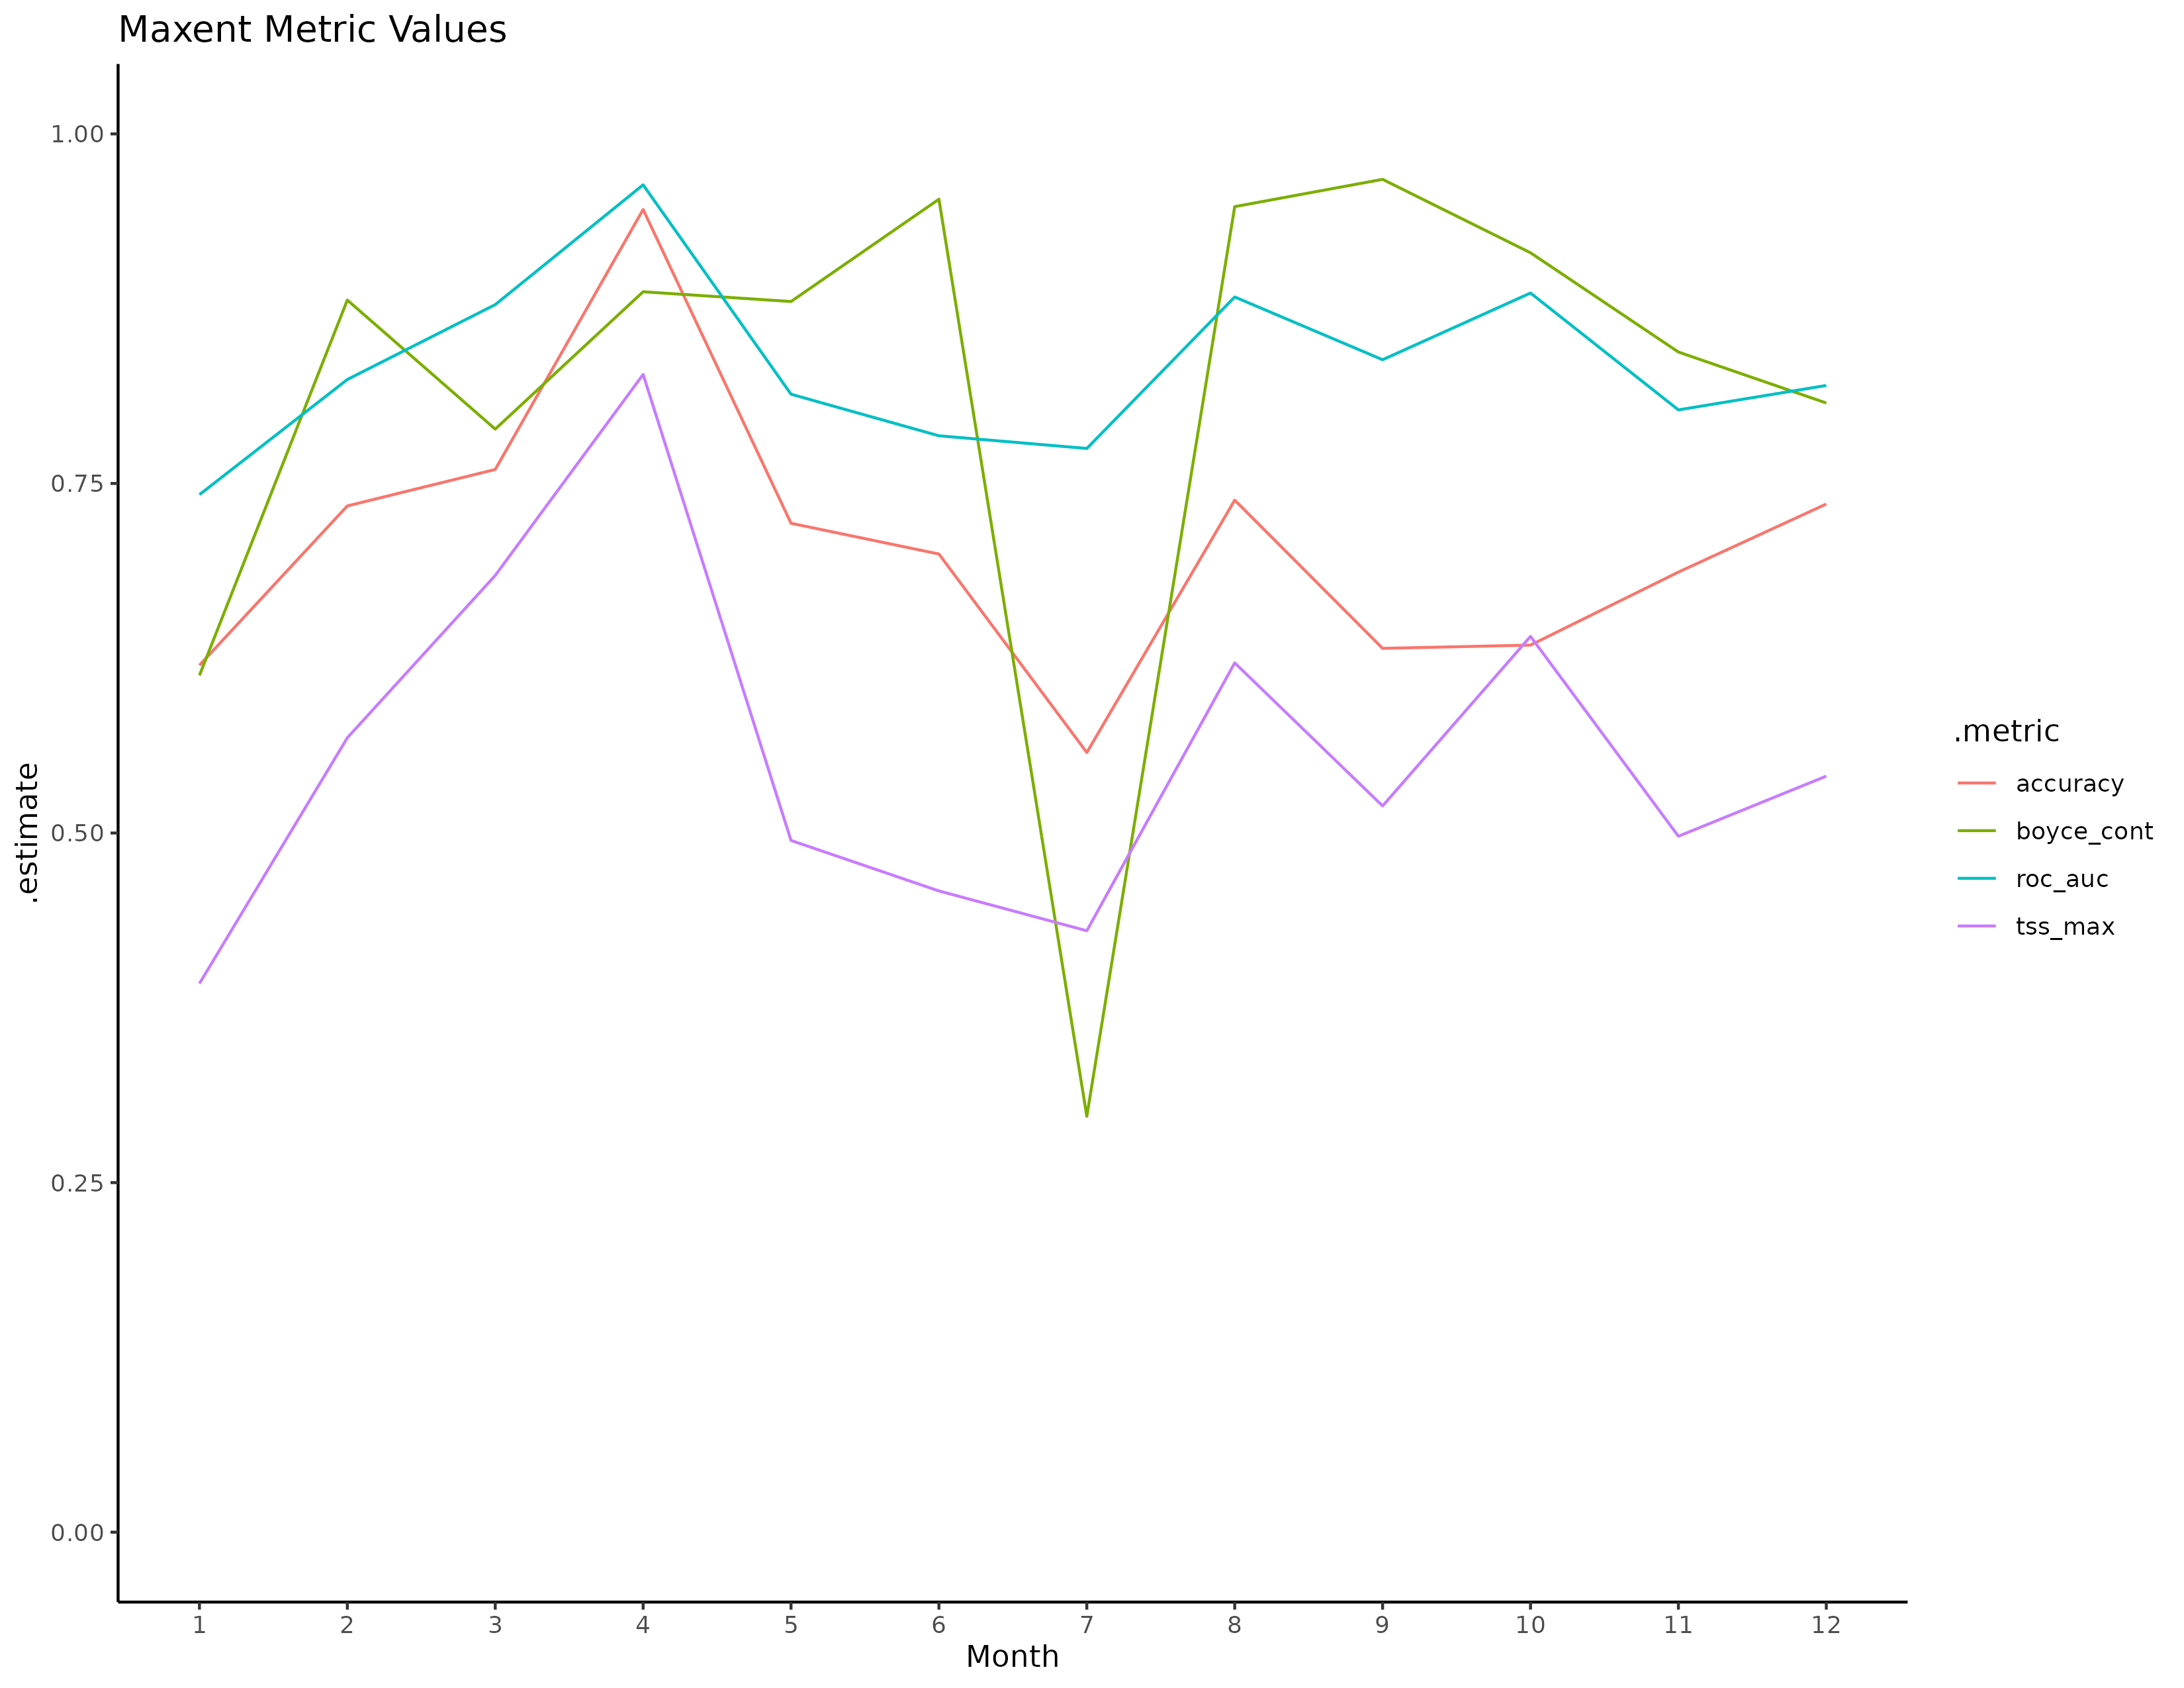 Maxent Metric Values
1.00
0.75
0.50
0.25
0.00
.estimate
1 2 3 4 5 6 7 8 9 10 11 12
Month
.metric
accuracy
boyce_cont
roc_auc
tss_max